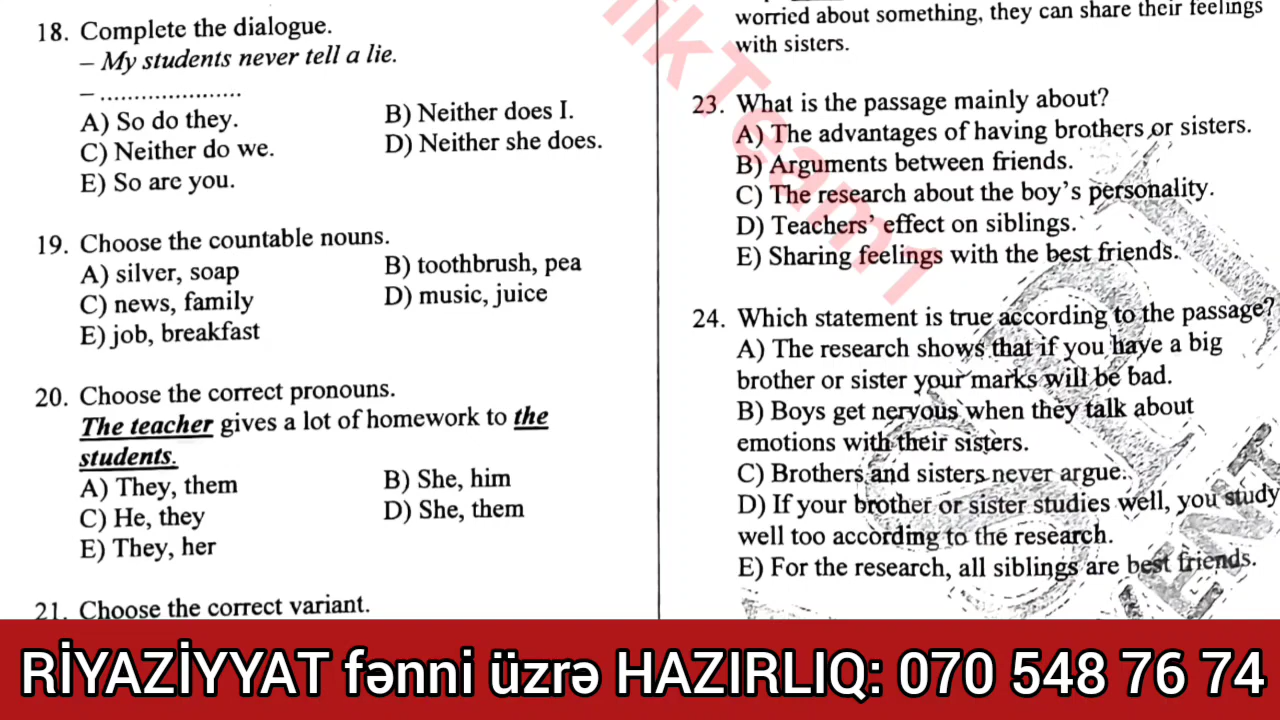 18. Complete the dialogue.
– My students never tell a lie.
– .....................
A) So do they.
B) Neither does I.
C) Neither do we.
D) Neither she does.
E) So are you.
19. Choose the countable nouns.
A) silver, soap
B) toothbrush, pea
C) news, family
D) music, juice
E) job, breakfast
20. Choose the correct pronouns.
The teacher gives a lot of homework to the
students.
A) They, them
B) She, him
C) He, they
D) She, them
E) They, her
21. Choose the correct variant.
worried about something, they can share their feelings
with sisters.
23. What is the passage mainly about?
A) The advantages of having brothers or sisters.
B) Arguments between friends.
C) The research about the boy's personality.
D) Teachers' effect on siblings.
E) Sharing feelings with the best friends.
24. Which statement is true according to the passage?
A) The research shows that if you have a big
brother or sister your marks will be bad.
B) Boys get nervous when they talk about
emotions with their sisters.
C) Brothers and sisters never argue.
D) If your brother or sister studies well, you study
well too according to the research.
E) For the research, all siblings are best friends.
RİYAZİYYAT fənni üzrə HAZIRLIQ: 070 548 76 74